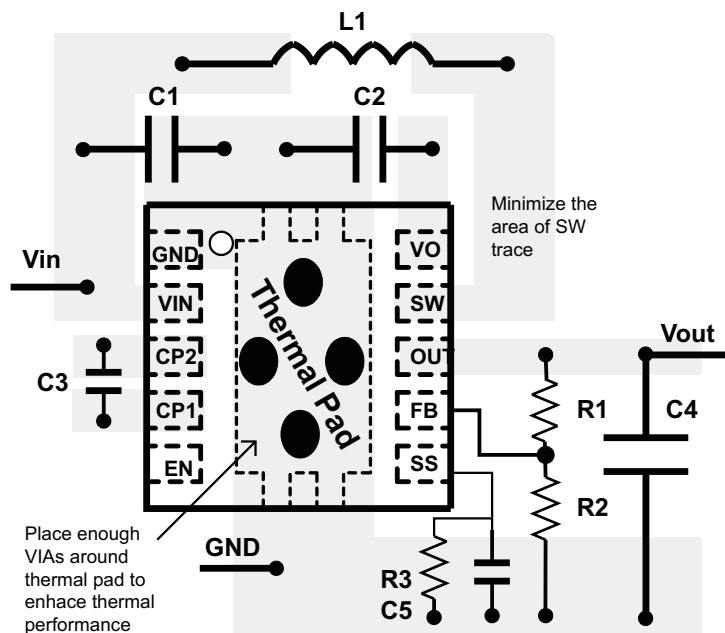 L1
C1
C2
Minimize the
area of SW
trace
Vin
GND
VIN
CP2
CP1
EN
Thermal Pad
VO
SW
OUT
FB
SS
C3
Vout
R1
C4
R2
R3
C5
GND
Place enough
VIAs around
thermal pad to
enhace thermal
performance